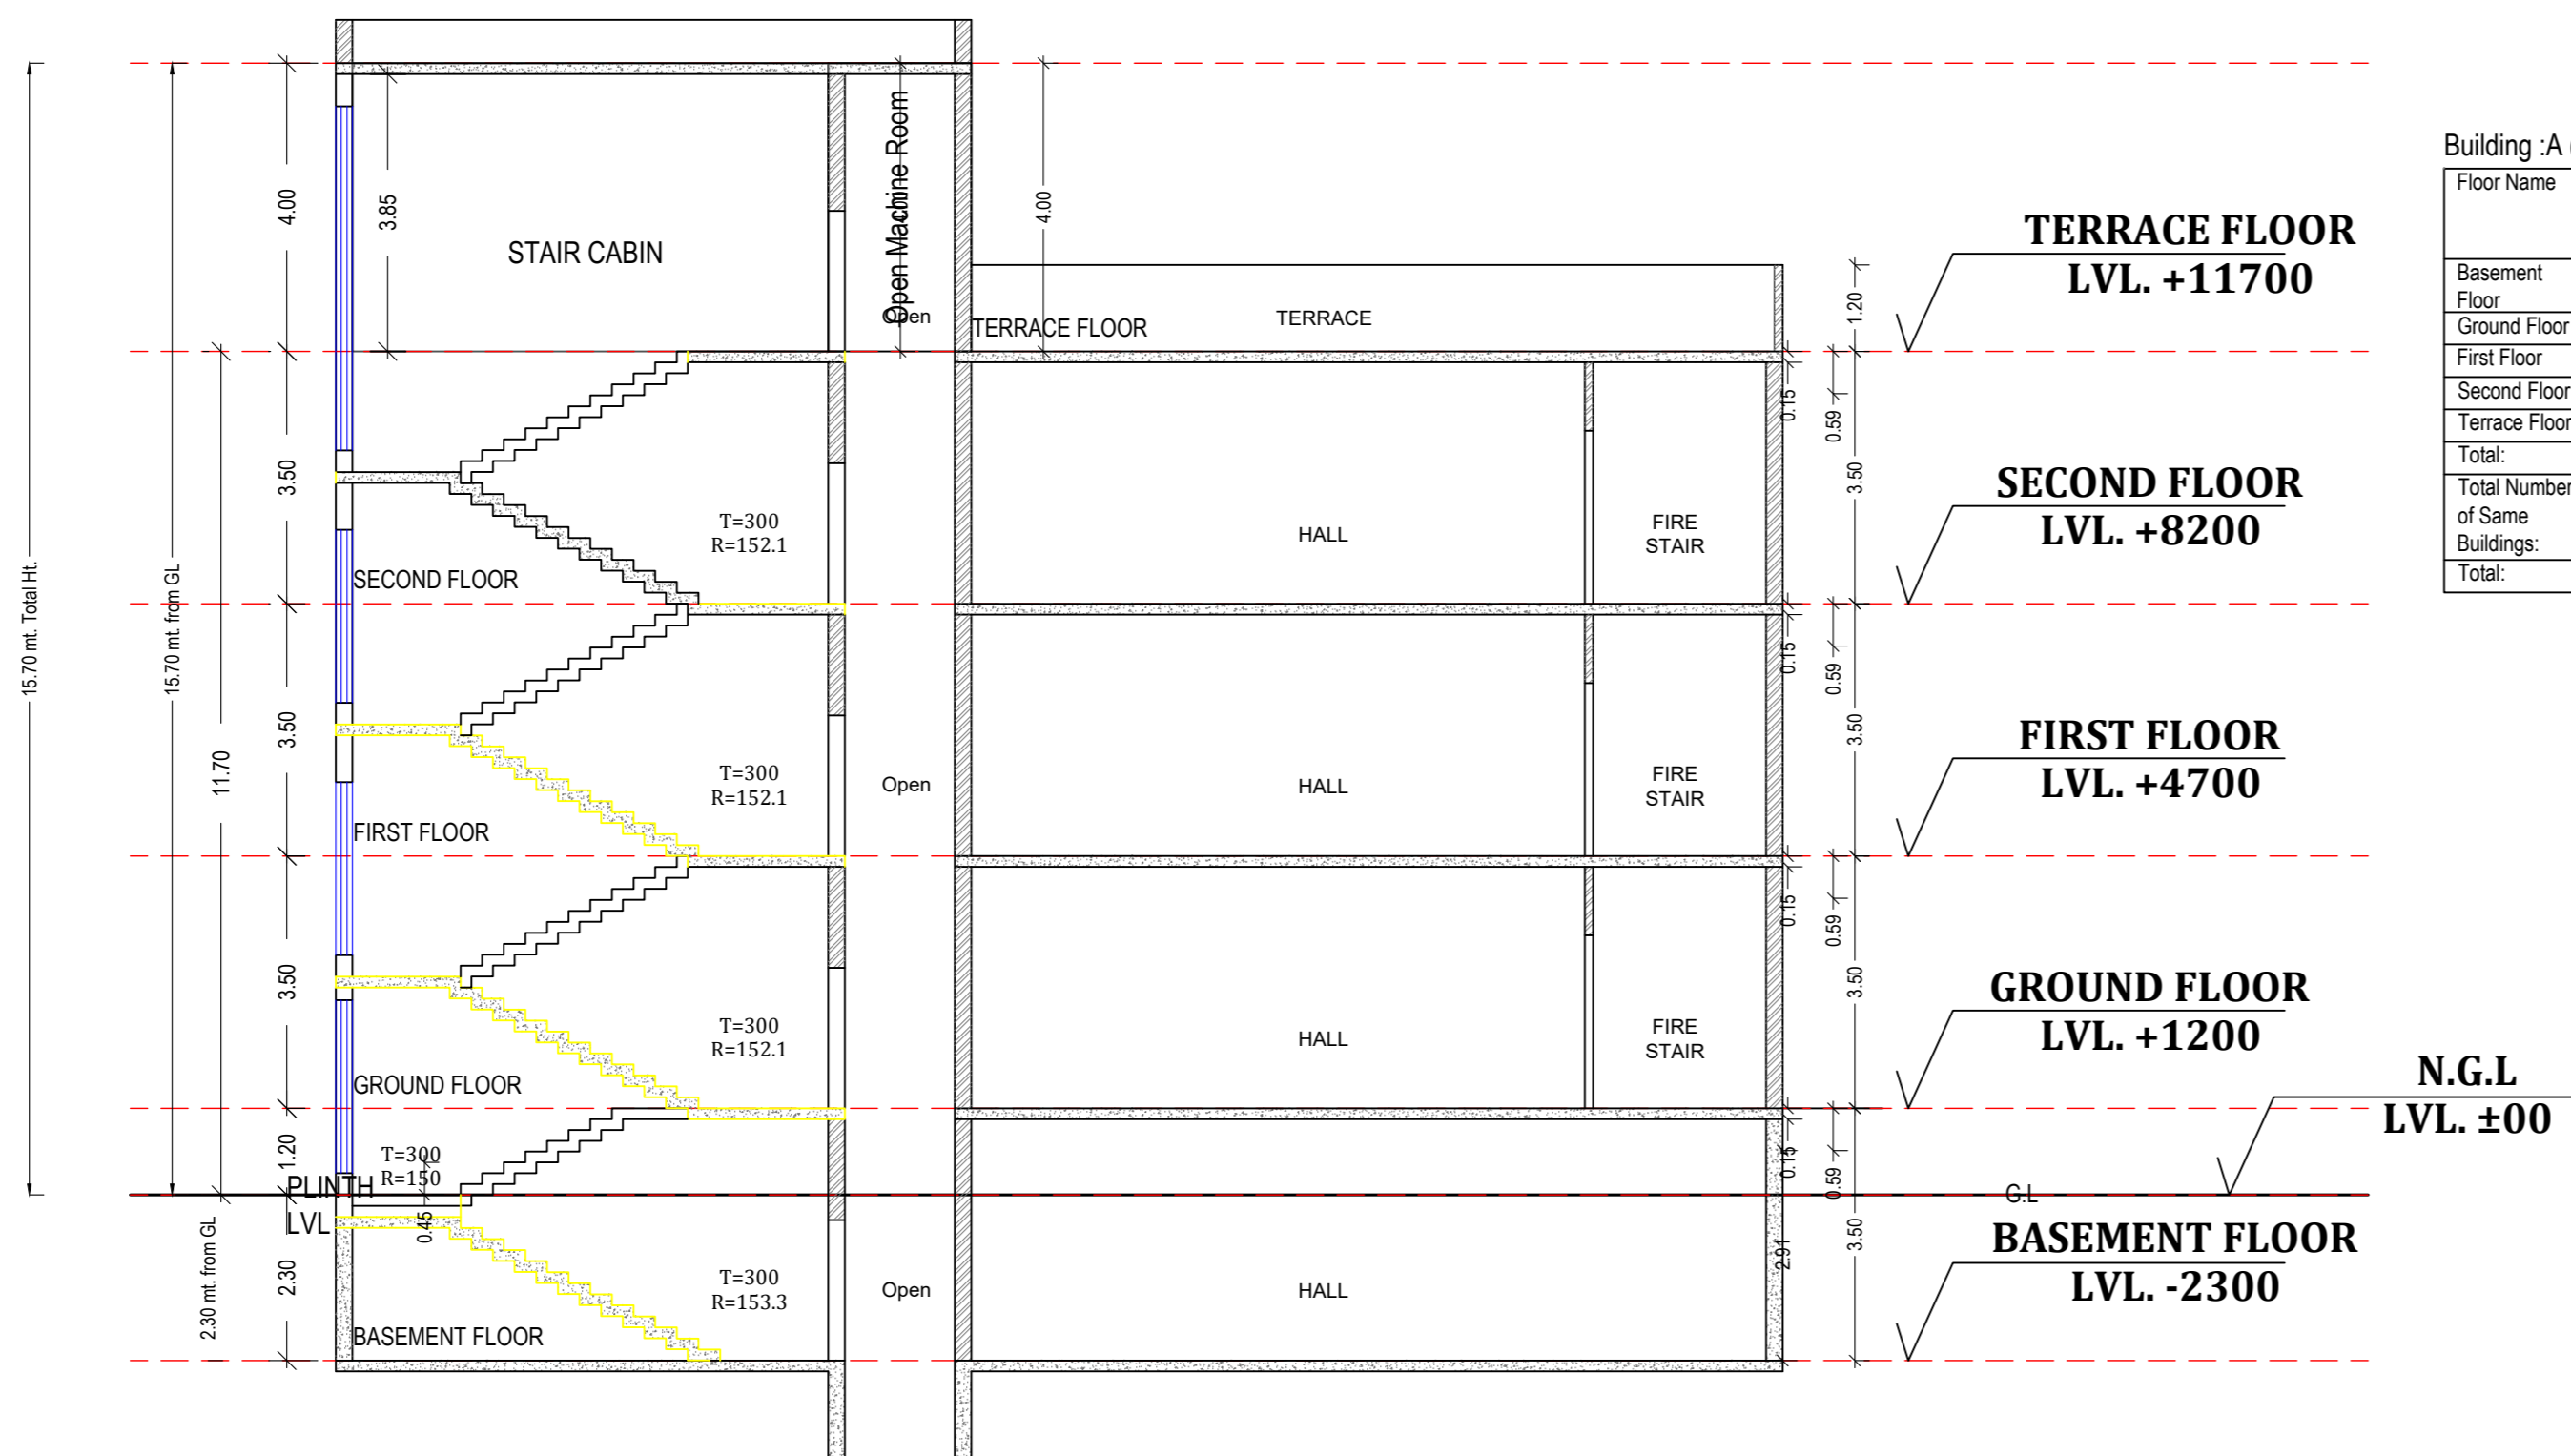 15.70 mt. Total Ht.
15.70 mt. from GL
11.70
2.30 mt. from GL
4.00
3.50
3.50
3.50
1.20
2.30
3.85
STAIR CABIN
Open Machine Room
4.00
Open
4.00
TERRACE FLOOR
TERRACE
1.20
T=300
R=152.1
SECOND FLOOR
HALL
FIRE
STAIR
0.15
0.59
3.50
T=300
R=152.1
FIRST FLOOR
Open
HALL
FIRE
STAIR
0.15
0.59
3.50
T=300
R=152.1
GROUND FLOOR
HALL
FIRE
STAIR
0.15
0.59
3.50
T=300
R=150
PLINTH
LVL
0.45
G.L
T=300
R=153.3
BASEMENT FLOOR
Open
HALL
0.15
0.59
2.91
3.50
TERRACE FLOOR
LVL. +11700
SECOND FLOOR
LVL. +8200
FIRST FLOOR
LVL. +4700
GROUND FLOOR
LVL. +1200
N.G.L
LVL. ±00
BASEMENT FLOOR
LVL. -2300
Building :A
Floor Name
Basement
Floor
Ground Floor
First Floor
Second Floor
Terrace Floor
Total:
Total Number
of Same
Buildings:
Total: